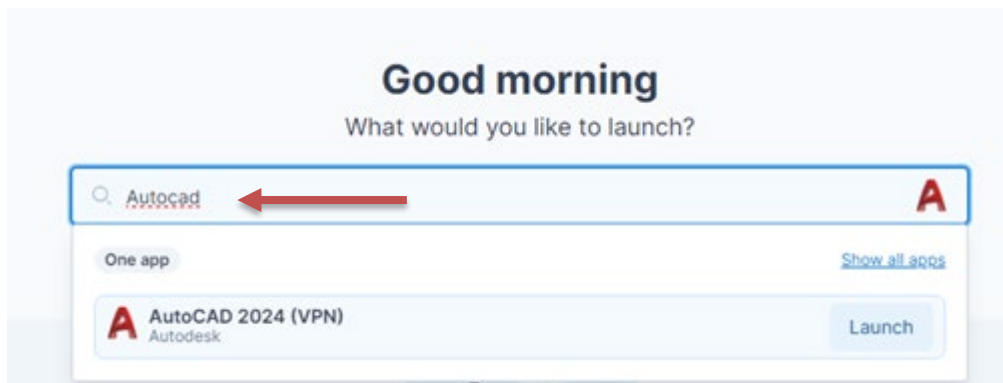 Good morning
What would you like to launch?
Autocad
One app
Show all apps
AutoCAD 2024 (VPN)
Autodesk
Launch